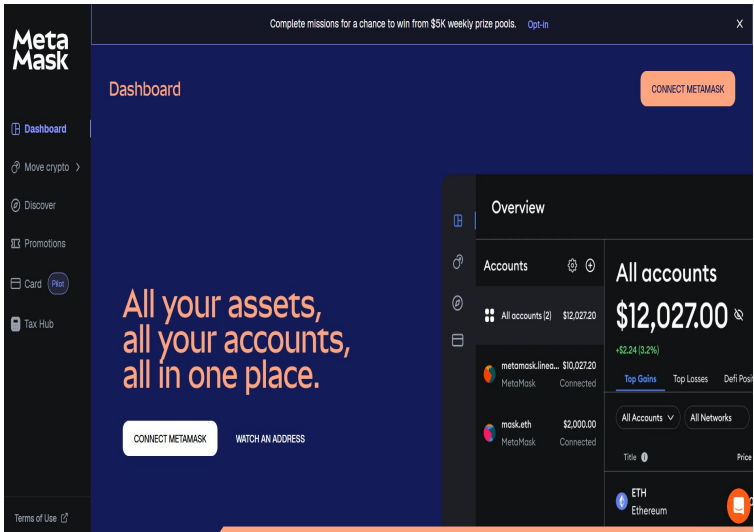 Meta
Mask
Complete missions for a chance to win from $5K weekly prize pools. Opt-in X
Dashboard
CONNECT METAMASK
Dashboard
Move crypto
Discover
Promotions
Card Pilot
Tax Hub
Terms of Use
All your assets,
all your accounts,
all in one place.
CONNECT METAMASK WATCH AN ADDRESS
Overview
Accounts
All accounts (2) $12,027.20
metamask.linea... $10,027.20
MetaMask Connected
mask.eth $2,000.00
MetaMask Connected
All accounts
$12,027.00
+$2.24 (3.2%)
Top Gains Top Losses Defi Posit
All Accounts All Networks
Title Price
ETH
Ethereum